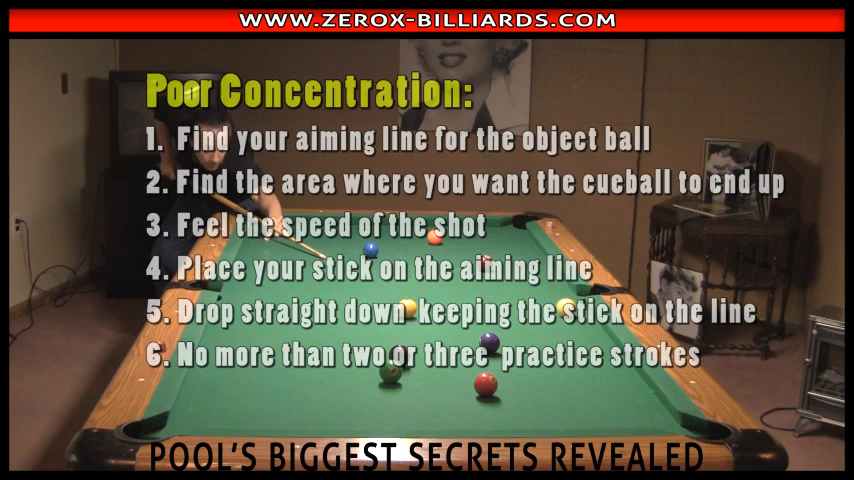 WWW.ZEROX-BILLIARDS.COM
Poor Concentration:
1. Find your aiming line for the object ball
2. Find the area where you want the cueball to end up
3. Feel the speed of the shot
4. Place your stick on the aiming line
5. Drop straight down keeping the stick on the line
6. No more than two or three practice strokes
POOL'S BIGGEST SECRETS REVEALED